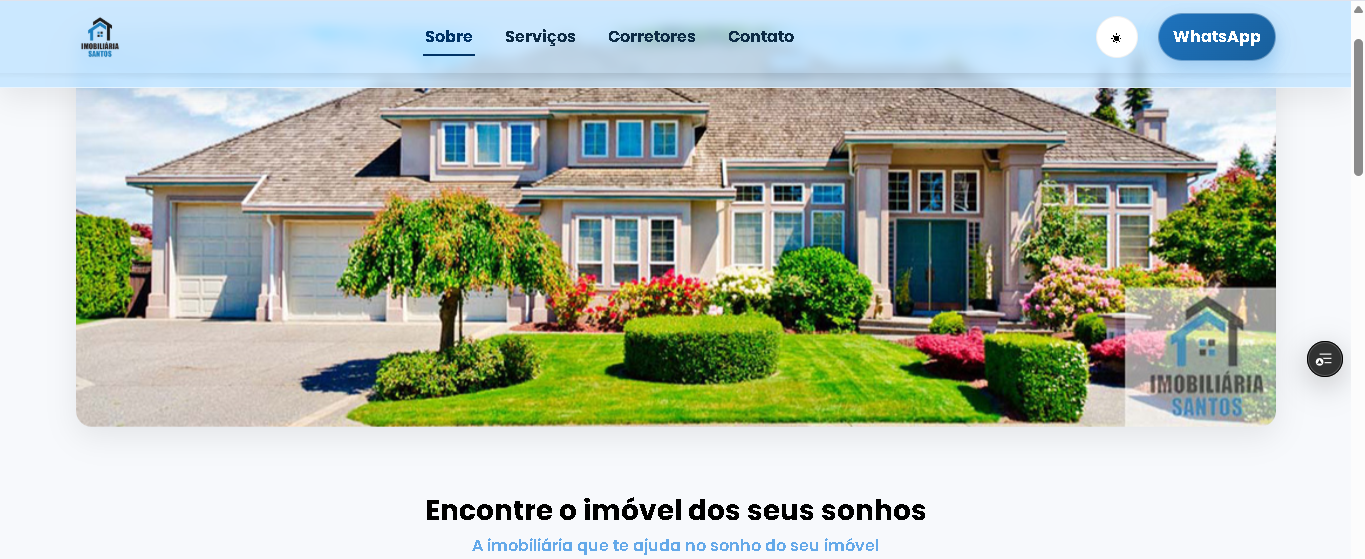 IMOBILIÁRIA
SANTOS
Sobre
Serviços
Corretores
Contato
WhatsApp
IMOBILIÁRIA
SANTOS
Encontre o imóvel dos seus sonhos
A imobiliária que te ajuda no sonho do seu imóvel